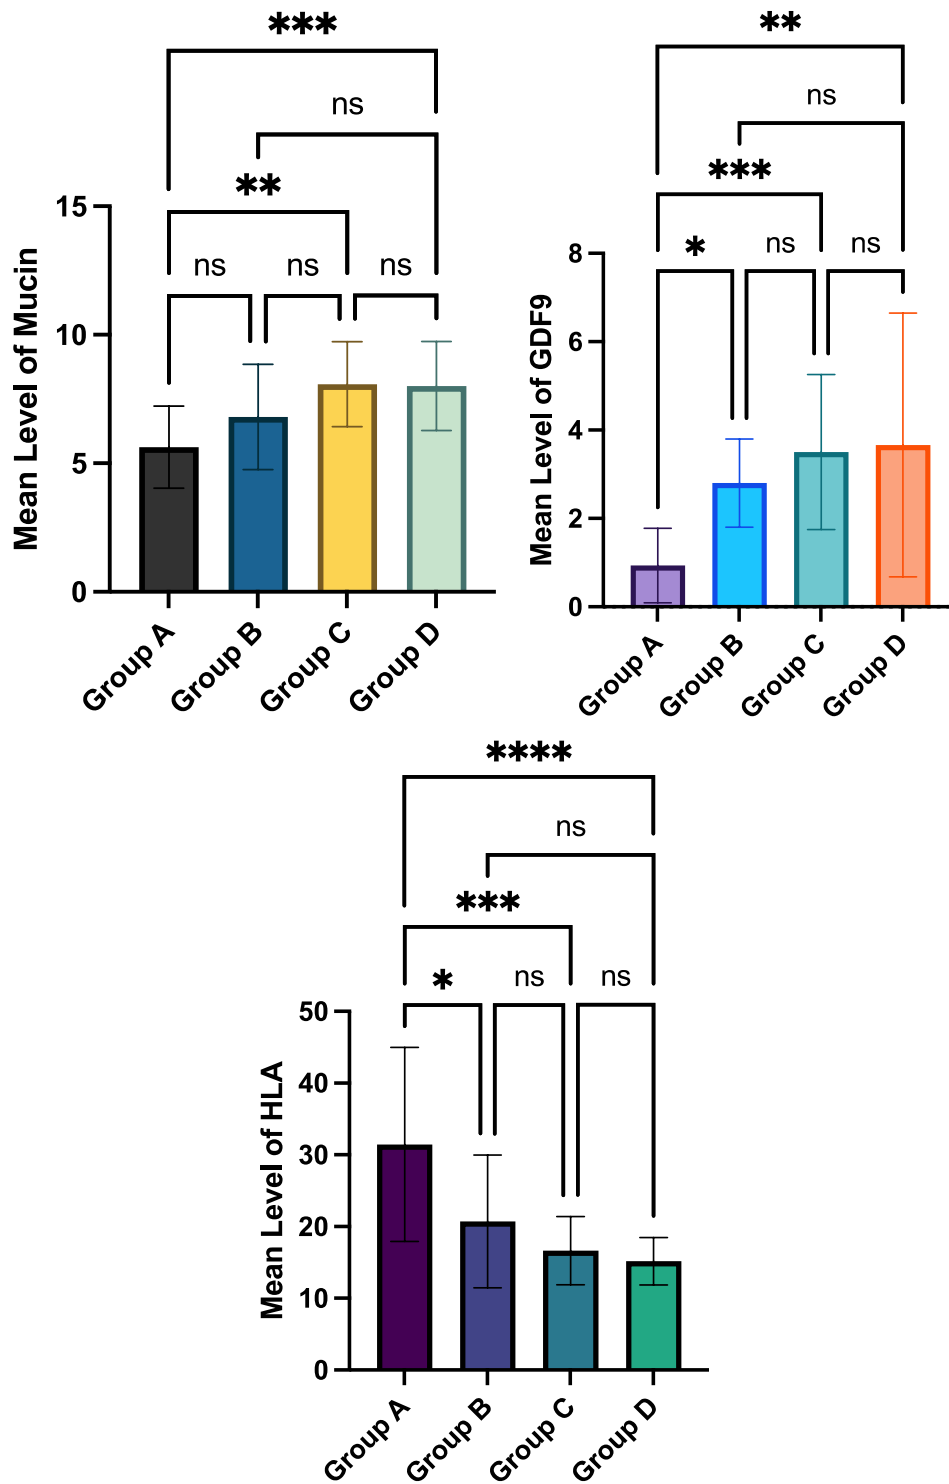 ***
ns
**
ns
ns
ns
15
10
5
0
Mean Level of Mucin
Group A
Group B
Group C
Group D
**
ns
***
*
ns
ns
8
6
4
2
0
Mean Level of GDF9
Group A
Group B
Group C
Group D
****
ns
***
*
ns
ns
50
40
30
20
10
0
Mean Level of HLA
Group A
Group B
Group C
Group D